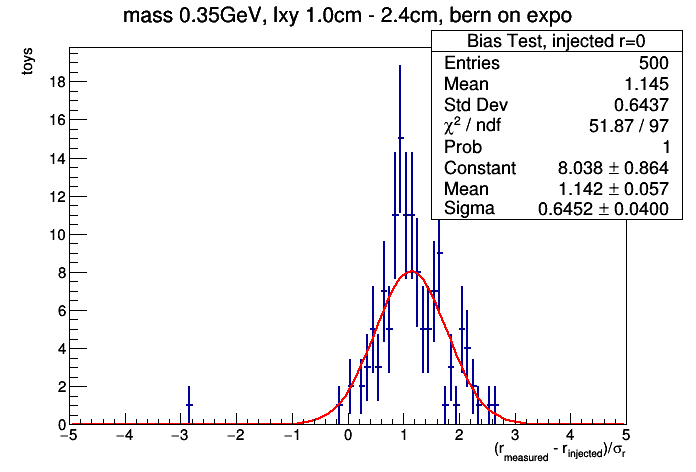 mass 0.35GeV, lxy 1.0cm - 2.4cm, bern on expo
Bias Test, injected r=0
Entries 500
Mean 1.145
Std Dev 0.6437
χ² / ndf 51.87 / 97
Prob 1
Constant 8.038 ± 0.864
Mean 1.142 ± 0.057
Sigma 0.6452 ± 0.0400
toys
18
16
14
12
10
8
6
4
2
0
−5 −4 −3 −2 −1 0 1 2 3 4 5
(r_measured - r_injected)/σ_r